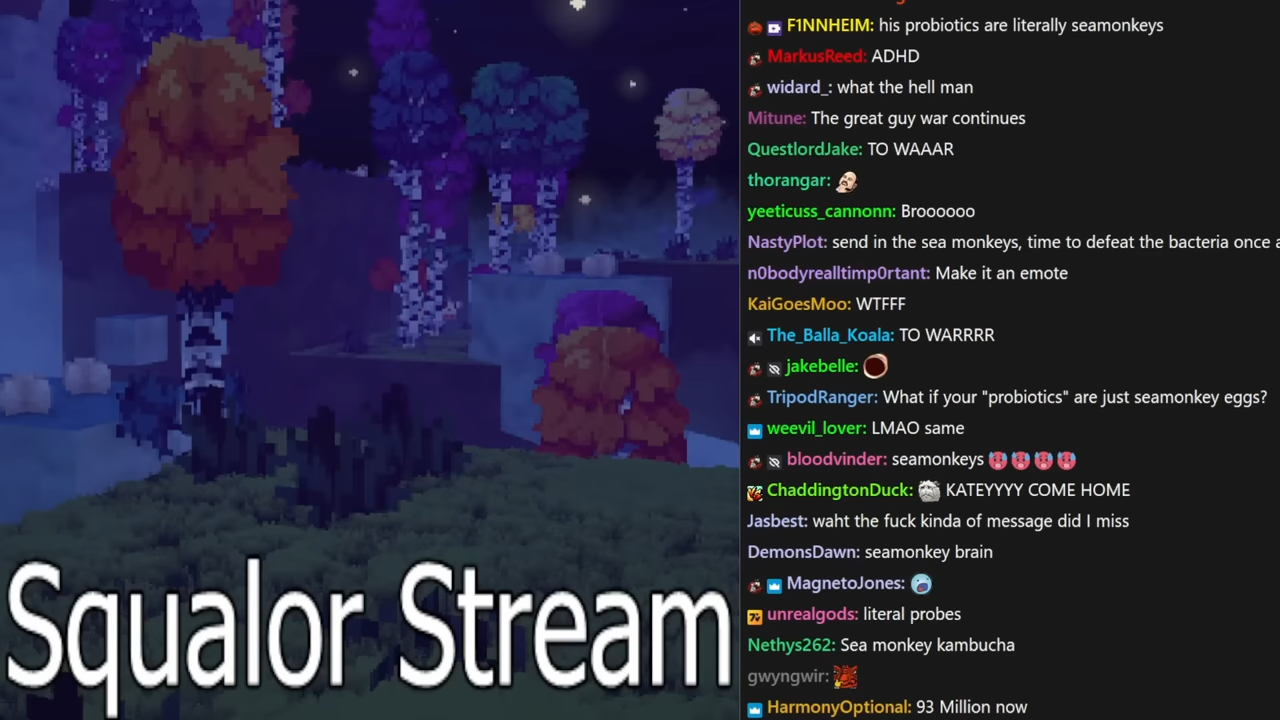 F1NNHEIM: his probiotics are literally seamonkeys
MarkusReed: ADHD
widard_: what the hell man
Mitune: The great guy war continues
QuestlordJake: TO WAAAR
thorangar:
yeeticuss_cannonn: Broooooo
NastyPlot: send in the sea monkeys, time to defeat the bacteria once
n0bodyrealltimp0rtant: Make it an emote
KaiGoesMoo: WTFFF
The_Balla_Koala: TO WARRRR
jakebelle:
TripodRanger: What if your "probiotics" are just seamonkey eggs?
weevil_lover: LMAO same
bloodvinder: seamonkeys
ChaddingtonDuck: KATEYYYY COME HOME
Jasbest: waht the fuck kinda of message did I miss
DemonsDawn: seamonkey brain
MagnetoJones:
unrealgods: literal probes
Nethys262: Sea monkey kambucha
gwyngwir:
HarmonyOptional: 93 Million now
Squalor Stream